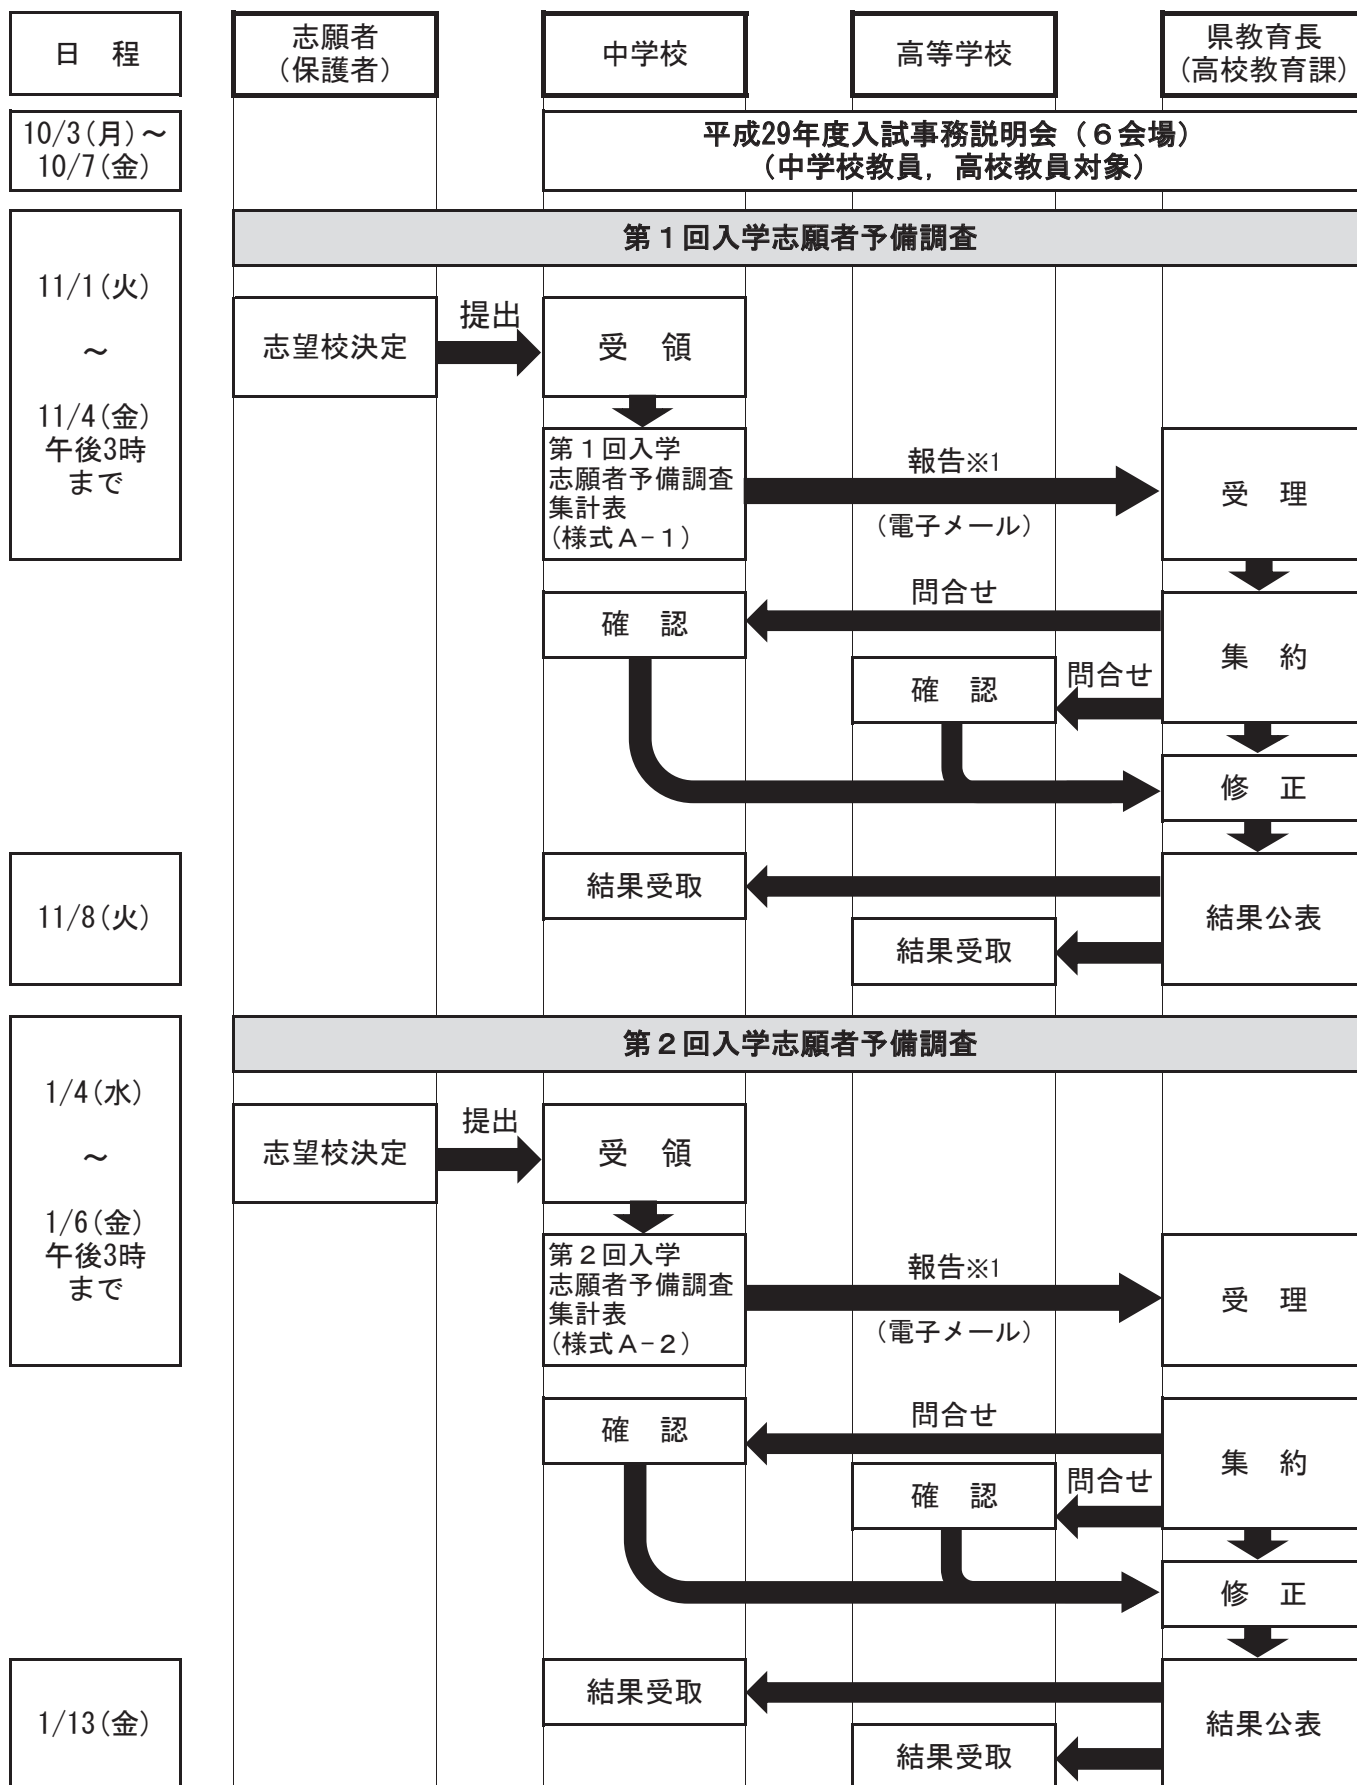 日　程
志願者
（保護者）
中学校
高等学校
県教育長
(高校教育課)
10/3(月)～
10/7(金)
平成29年度入試事務説明会（６会場）
（中学校教員，高校教員対象）
第１回入学志願者予備調査
11/1(火)
～
11/4(金)
午後3時
まで
志望校決定
提出
受　領
第１回入学
志願者予備調査
集計表
(様式Ａ-１)
報告※1
（電子メール）
受　理
問合せ
確　認
集　約
問合せ
確　認
修　正
11/8(火)
結果受取
結果公表
結果受取
第２回入学志願者予備調査
1/4(水)
～
1/6(金)
午後3時
まで
志望校決定
提出
受　領
第２回入学
志願者予備調査
集計表
(様式Ａ-２)
報告※1
（電子メール）
受　理
問合せ
確　認
集　約
問合せ
確　認
修　正
1/13(金)
結果受取
結果公表
結果受取